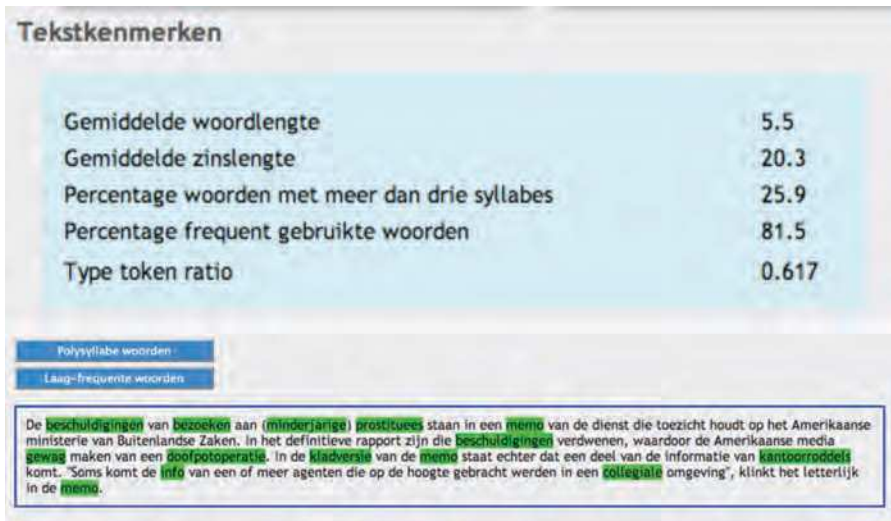 Tekstkenmerken
Gemiddelde woordlengte 5.5
Gemiddelde zinslengte 20.3
Percentage woorden met meer dan drie syllabes 25.9
Percentage frequent gebruikte woorden 81.5
Type token ratio 0.617
Polysyllabe woorden
Laag-frequente woorden
De beschuldigingen van bezoeken aan (minderjarige) prostituees staan in een memo van de dienst die toezicht houdt op het Amerikaanse
ministerie van Buitenlandse Zaken. In het definitieve rapport zijn die beschuldigingen verdwenen, waardoor de Amerikaanse media
gewag maken van een doofpotoperatie. In de kladversie van de memo staat echter dat een deel van de informatie van kantoorroddels
komt. "Soms komt de info van een of meer agenten die op de hoogte gebracht werden in een collegiale omgeving", klinkt het letterlijk
in de memo.